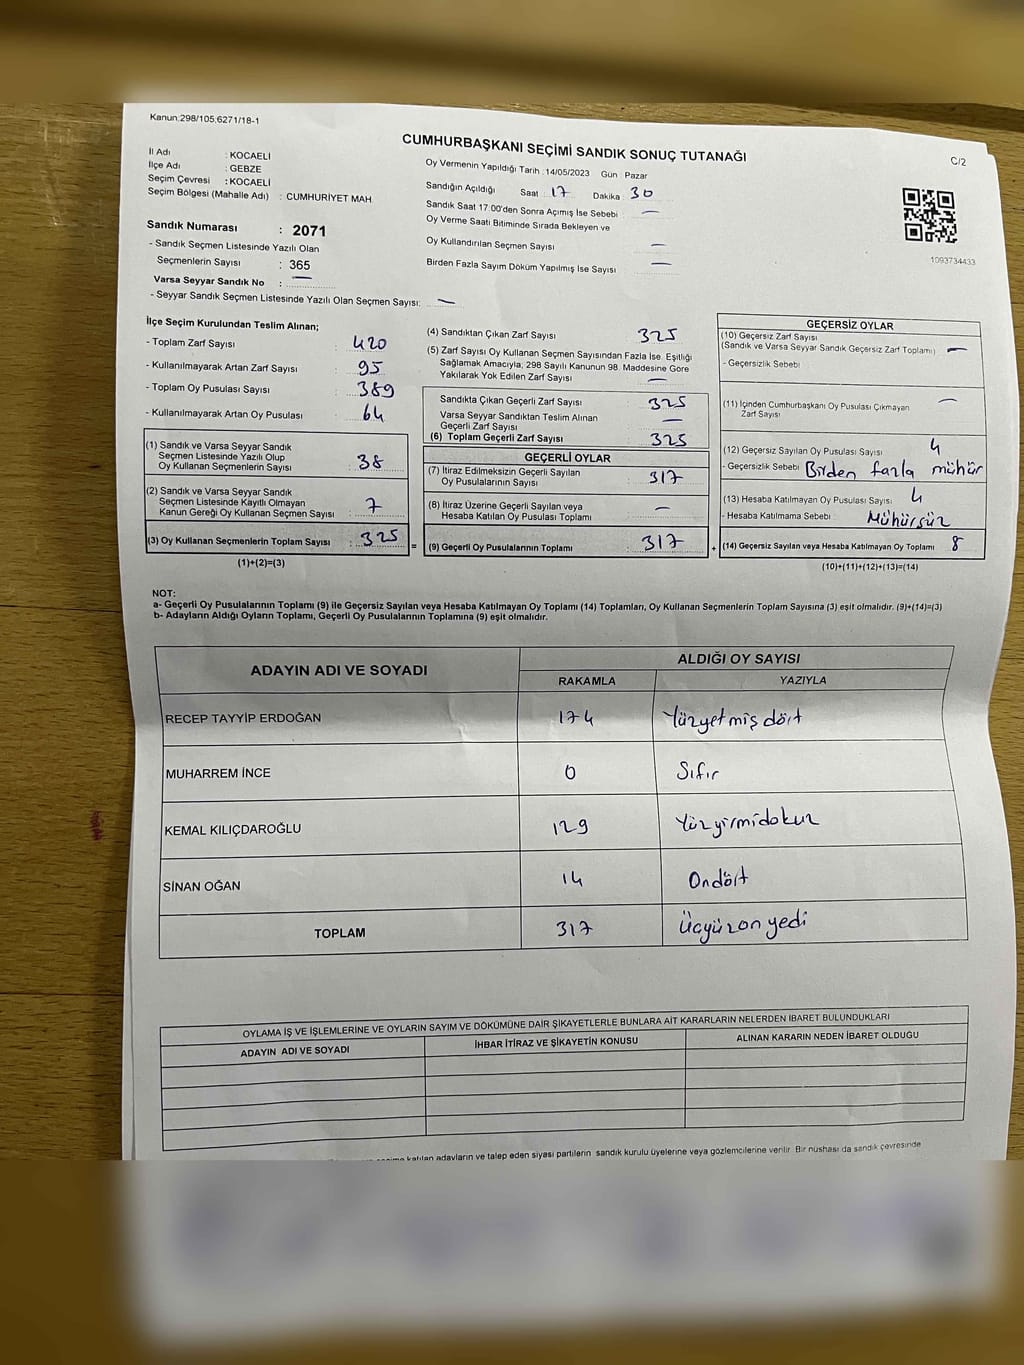 Kanun:298/105,6271/18-1
CUMHURBAŞKANI SEÇİMİ SANDIK SONUÇ TUTANAĞI
C/2
İl Adı : KOCAELİ
İlçe Adı : GEBZE
Seçim Çevresi : KOCAELİ
Seçim Bölgesi (Mahalle Adı) : CUMHURİYET MAH.
Sandık Numarası : 2071
- Sandık Seçmen Listesinde Yazılı Olan
Seçmenlerin Sayısı : 365
Varsa Seyyar Sandık No : —
- Seyyar Sandık Seçmen Listesinde Yazılı Olan Seçmen Sayısı: —
Oy Vermenin Yapıldığı Tarih : 14/05/2023 Gün : Pazar
Sandığın Açıldığı Saat : 17 Dakika : 30
Sandık Saat 17:00'den Sonra Açımış İse Sebebi : —
Oy Verme Saati Bitiminde Sırada Bekleyen ve
Oy Kullandırılan Seçmen Sayısı : —
Birden Fazla Sayım Döküm Yapılmış İse Sayısı : —
1093734433
İlçe Seçim Kurulundan Teslim Alınan;
- Toplam Zarf Sayısı : 420
- Kullanılmayarak Artan Zarf Sayısı : 95
- Toplam Oy Pusulası Sayısı : 389
- Kullanılmayarak Artan Oy Pusulası : 64
(1) Sandık ve Varsa Seyyar Sandık
Seçmen Listesinde Yazılı Olup
Oy Kullanan Seçmenlerin Sayısı : 38
(2) Sandık ve Varsa Seyyar Sandık
Seçmen Listesinde Kayıtlı Olmayan
Kanun Gereği Oy Kullanan Seçmen Sayısı : 7
(3) Oy Kullanan Seçmenlerin Toplam Sayısı : 325
(1)+(2)=(3)
(4) Sandıktan Çıkan Zarf Sayısı : 325
(5) Zarf Sayısı Oy Kullanan Seçmen Sayısından Fazla İse. Eşitliği
Sağlamak Amacıyla; 298 Sayılı Kanunun 98. Maddesine Göre
Yakılarak Yok Edilen Zarf Sayısı : —
Sandıkta Çıkan Geçerli Zarf Sayısı : 325
Varsa Seyyar Sandıktan Teslim Alınan
Geçerli Zarf Sayısı : —
(6) Toplam Geçerli Zarf Sayısı : 325
GEÇERLİ OYLAR
(7) İtiraz Edilmeksizin Geçerli Sayılan
Oy Pusulalarının Sayısı : 317
(8) İtiraz Üzerine Geçerli Sayılan veya
Hesaba Katılan Oy Pusulası Toplamı : —
= (9) Geçerli Oy Pusulalarının Toplamı : 317
GEÇERSİZ OYLAR
(10) Geçersiz Zarf Sayısı
(Sandık ve Varsa Seyyar Sandık Geçersiz Zarf Toplamı) : —
- Geçersizlik Sebebi :
(11) İçinden Cumhurbaşkanı Oy Pusulası Çıkmayan
Zarf Sayısı : —
(12) Geçersiz Sayılan Oy Pusulası Sayısı : 4
- Geçersizlik Sebebi : Birden fazla mühür
(13) Hesaba Katılmayan Oy Pusulası Sayısı : 4
- Hesaba Katılmama Sebebi : Mühürsüz
+ (14) Geçersiz Sayılan veya Hesaba Katılmayan Oy Toplamı : 8
(10)+(11)+(12)+(13)=(14)
NOT:
a- Geçerli Oy Pusulalarının Toplamı (9) ile Geçersiz Sayılan veya Hesaba Katılmayan Oy Toplamı (14) Toplamları, Oy Kullanan Seçmenlerin Toplam Sayısına (3) eşit olmalıdır. (9)+(14)=(3)
b- Adayların Aldığı Oyların Toplamı, Geçerli Oy Pusulalarının Toplamına (9) eşit olmalıdır.
ADAYIN ADI VE SOYADI
ALDIĞI OY SAYISI
RAKAMLA YAZIYLA
RECEP TAYYİP ERDOĞAN 174 Yüzyetmiş dört
MUHARREM İNCE 0 Sıfır
KEMAL KILIÇDAROĞLU 129 Yüzyirmidokuz
SİNAN OĞAN 14 Ondört
TOPLAM 317 Üçyüzon yedi
OYLAMA İŞ VE İŞLEMLERİNE VE OYLARIN SAYIM VE DÖKÜMÜNE DAİR ŞİKAYETLERLE BUNLARA AİT KARARLARIN NELERDEN İBARET BULUNDUKLARI
ADAYIN ADI VE SOYADI İHBAR İTİRAZ VE ŞİKAYETİN KONUSU ALINAN KARARIN NEDEN İBARET OLDUĞU
katılan adayların ve talep eden siyasi partilerin sandık kurulu üyelerine veya gözlemcilerine verilir. Bir nüshası da sandık çevresinde